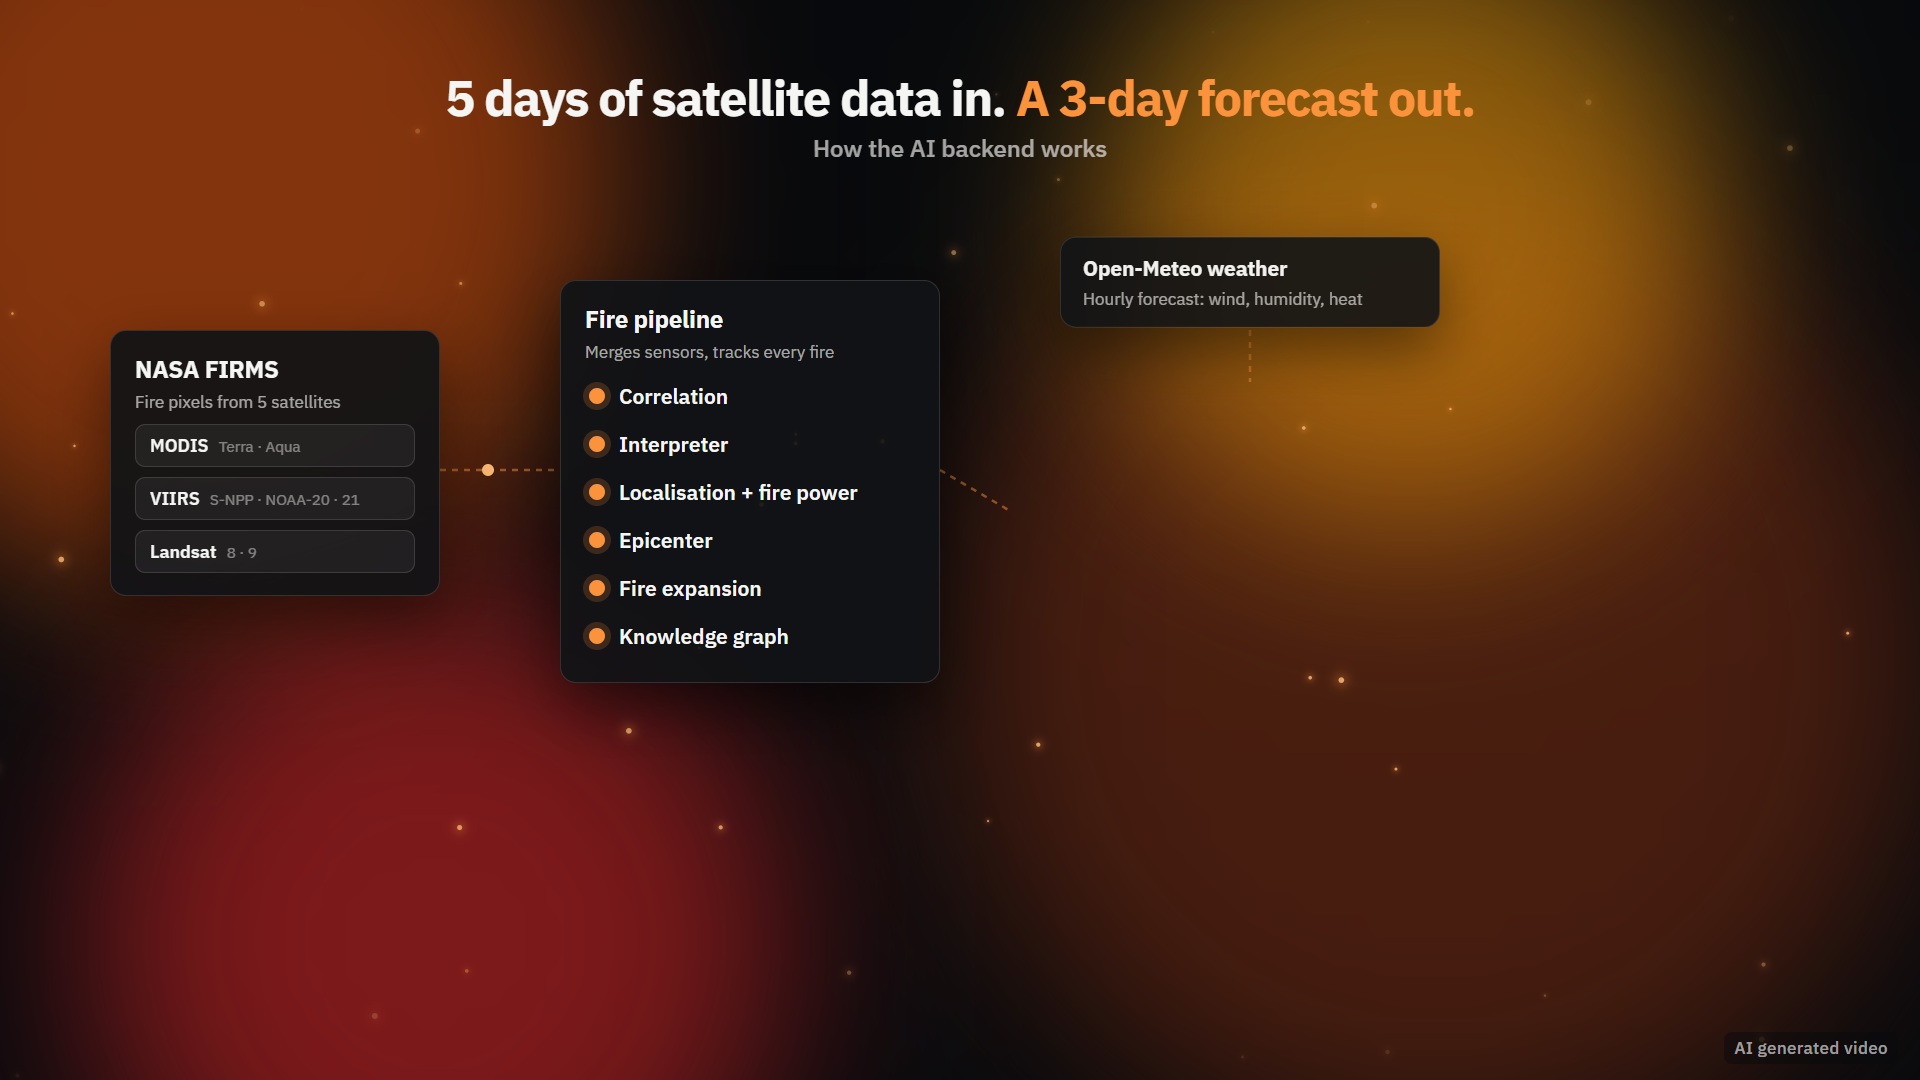 5 days of satellite data in. A 3-day forecast out.
How the AI backend works
NASA FIRMS
Fire pixels from 5 satellites
MODIS Terra · Aqua
VIIRS S-NPP · NOAA-20 · 21
Landsat 8 · 9
Fire pipeline
Merges sensors, tracks every fire
Correlation
Interpreter
Localisation + fire power
Epicenter
Fire expansion
Knowledge graph
Open-Meteo weather
Hourly forecast: wind, humidity, heat
AI generated video